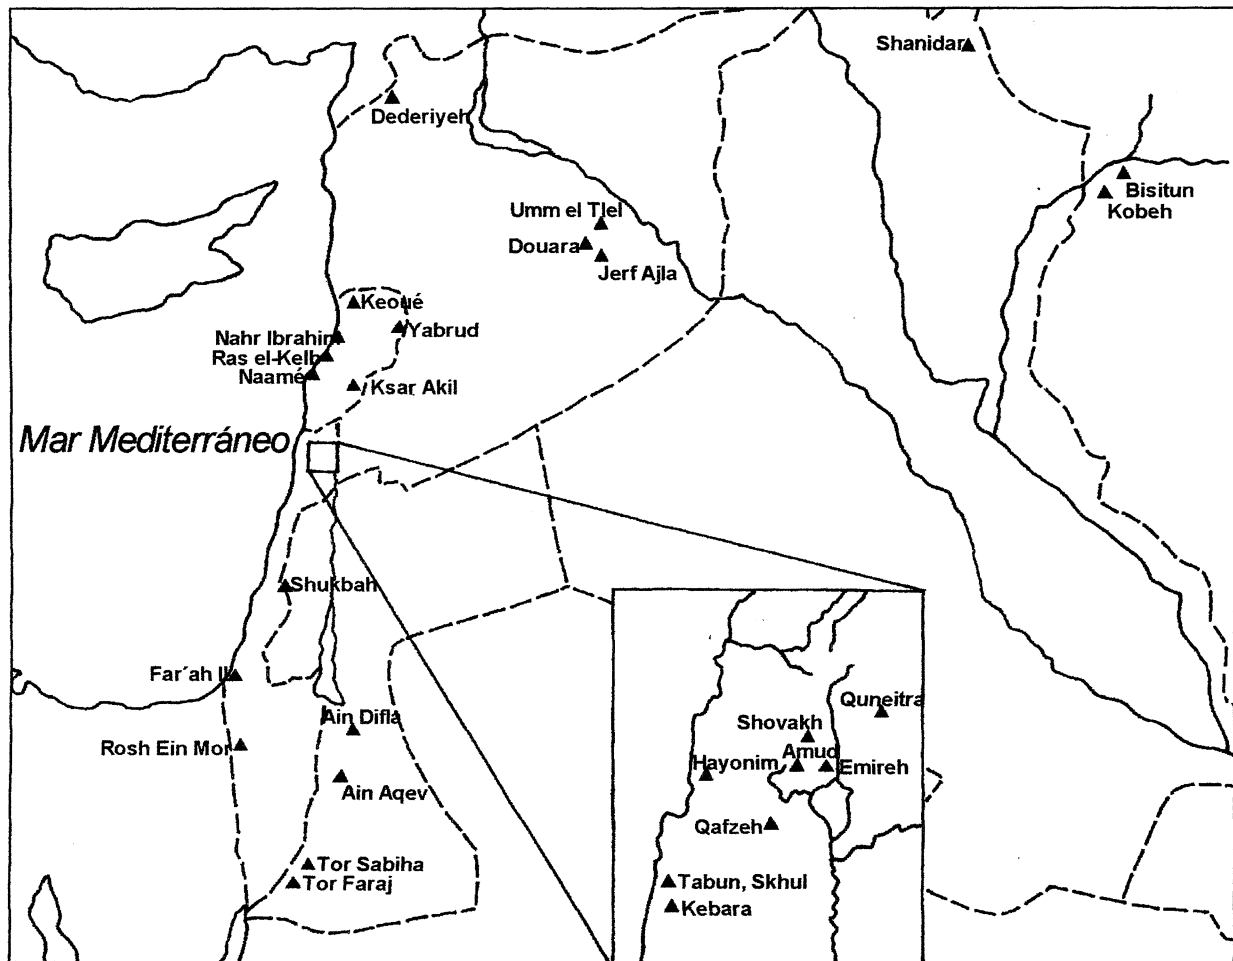 Shanidar
Dederiyeh
Bisitun
Kobeh
Umm el Tlel
Douara
Jerf Ajla
Keoué
Yabrud
Nahr Ibrahim
Ras el-Kelb
Naamé
Ksar Akil
Mar Mediterráneo
Shukbah
Far´ah II
Ain Difla
Rosh Ein Mor
Ain Aqev
Tor Sabiha
Tor Faraj
Quneitra
Shovakh
Amud
Hayonim
Emireh
Qafzeh
Tabun, Skhul
Kebara